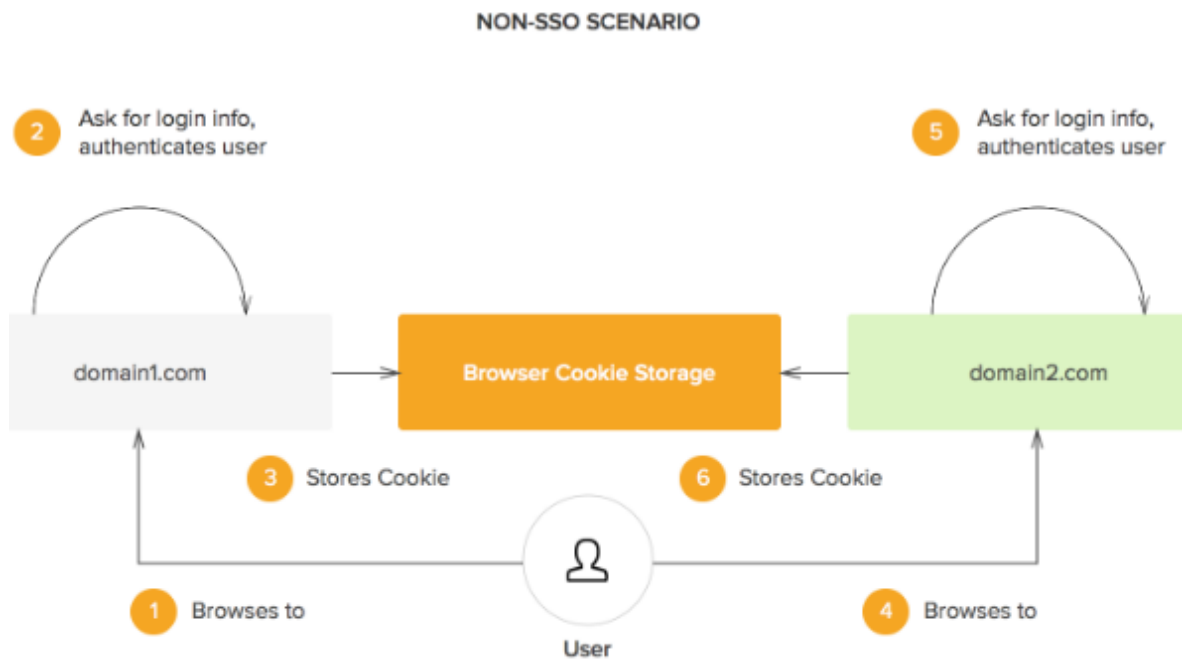 NON-SSO SCENARIO
2
Ask for login info,
authenticates user
5
Ask for login info,
authenticates user
domain1.com
Browser Cookie Storage
domain2.com
3
Stores Cookie
6
Stores Cookie
1
Browses to
4
Browses to
User